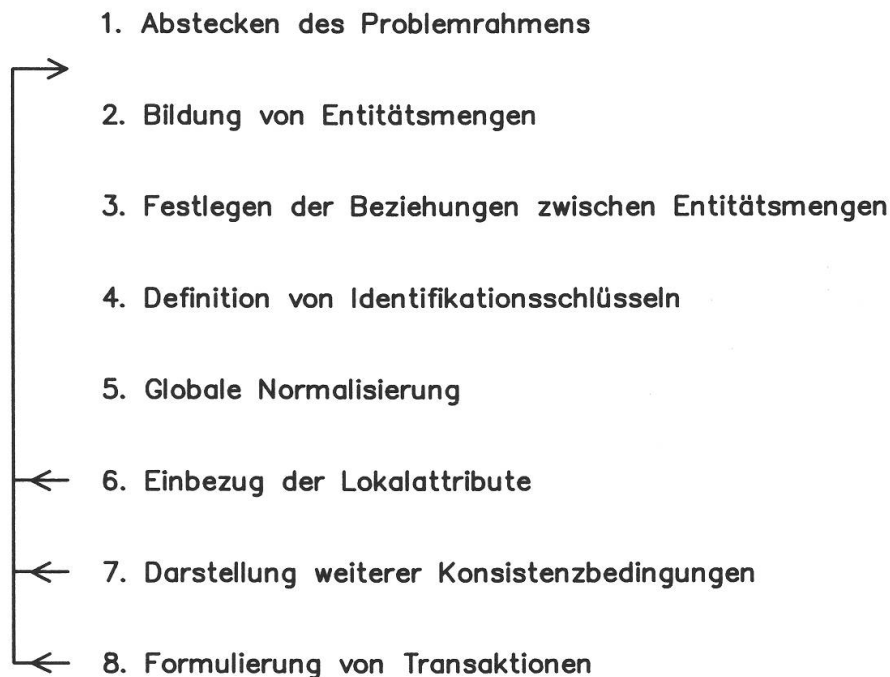 1. Abstecken des Problemrahmens
2. Bildung von Entitätsmengen
3. Festlegen der Beziehungen zwischen Entitätsmengen
4. Definition von Identifikationsschlüsseln
5. Globale Normalisierung
6. Einbezug der Lokalattribute
7. Darstellung weiterer Konsistenzbedingungen
8. Formulierung von Transaktionen